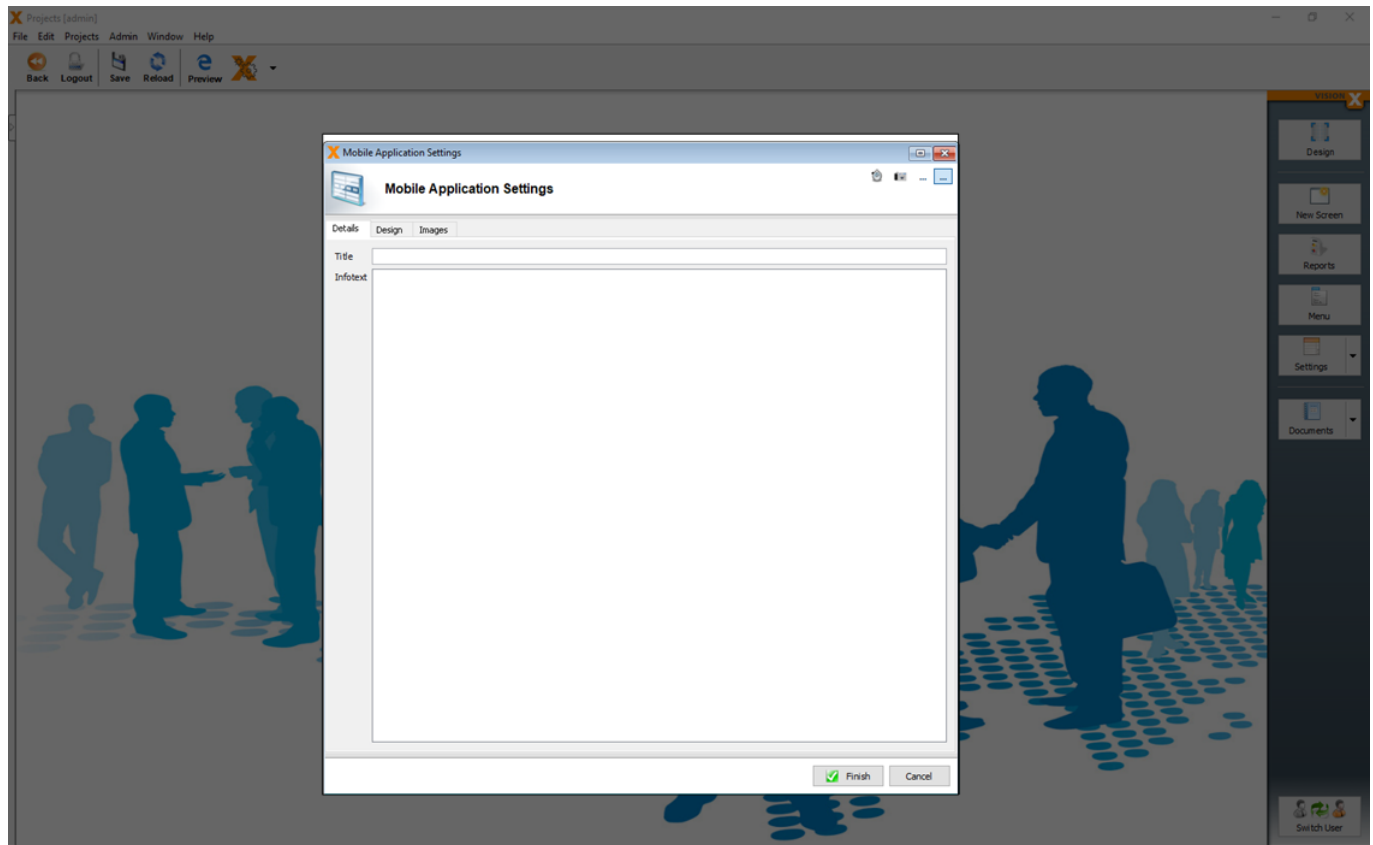 Projects [admin]
File Edit Projects Admin Window Help
Back Logout Save Reload Preview
VISION X
Design
New Screen
Reports
Menu
Settings
Documents
Switch User
Mobile Application Settings
Mobile Application Settings
... ...
Details Design Images
Title
Infotext
Finish Cancel